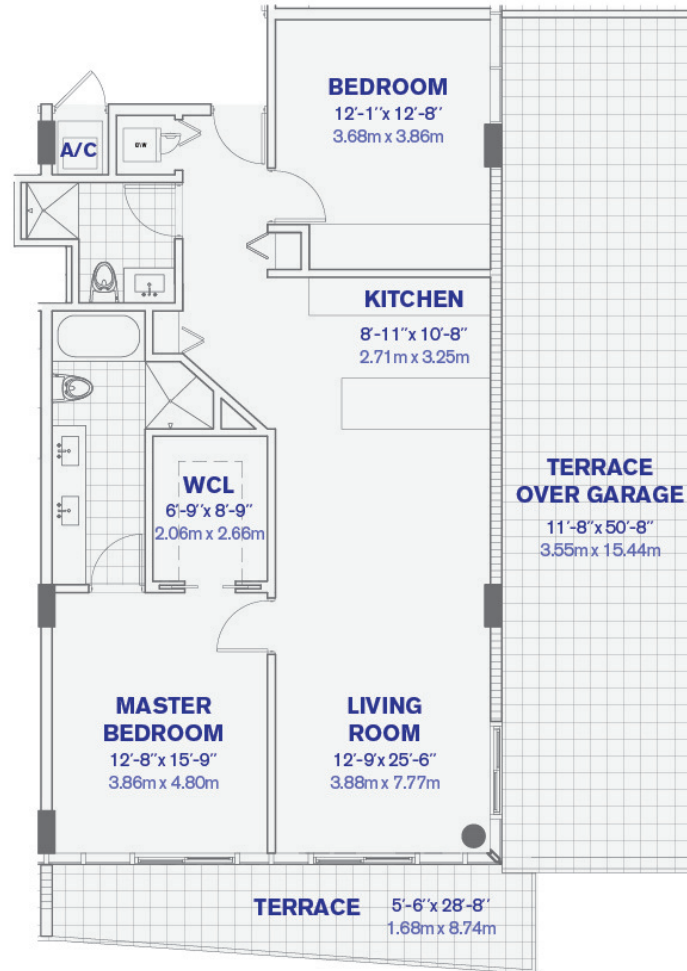 BEDROOM
12'-1" x 12'-8"
3.68m x 3.86m
A/C
W/D
KITCHEN
8'-11" x 10'-8"
2.71m x 3.25m
WCL
6'-9" x 8'-9"
2.06m x 2.66m
TERRACE
OVER GARAGE
11'-8" x 50'-8"
3.55m x 15.44m
MASTER
BEDROOM
12'-8" x 15'-9"
3.86m x 4.80m
LIVING
ROOM
12'-9' x 25'-6"
3.88m x 7.77m
TERRACE
5'-6" x 28'-8"
1.68m x 8.74m